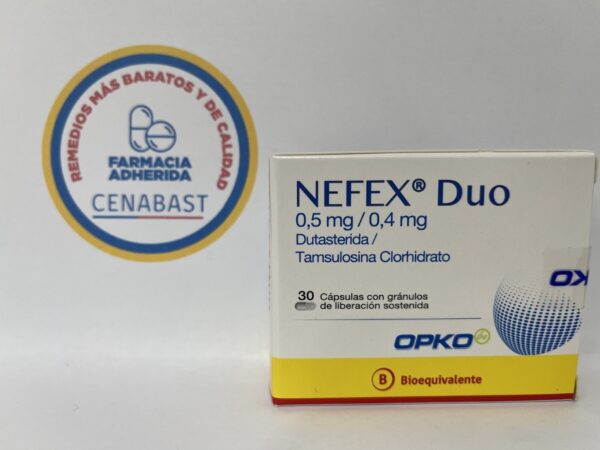 REMEDIOS MÁS BARATOS Y DE CALIDAD
FARMACIA
ADHERIDA
CENABAST
NEFEX® Duo
0,5 mg / 0,4 mg
Dutasterida /
Tamsulosina Clorhidrato
30 Cápsulas con gránulos
de liberación sostenida
OPKO
B Bioequivalente